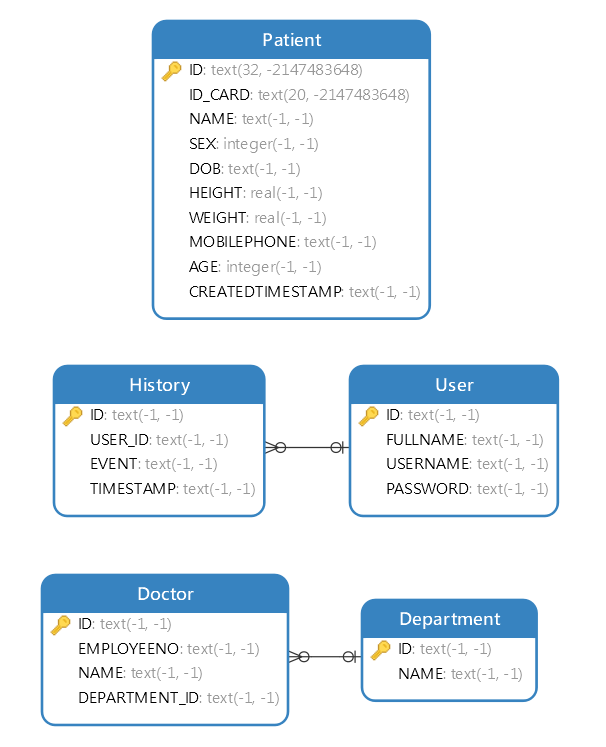 Patient
ID: text(32, -2147483648)
ID_CARD: text(20, -2147483648)
NAME: text(-1, -1)
SEX: integer(-1, -1)
DOB: text(-1, -1)
HEIGHT: real(-1, -1)
WEIGHT: real(-1, -1)
MOBILEPHONE: text(-1, -1)
AGE: integer(-1, -1)
CREATEDTIMESTAMP: text(-1, -1)
History
ID: text(-1, -1)
USER_ID: text(-1, -1)
EVENT: text(-1, -1)
TIMESTAMP: text(-1, -1)
User
ID: text(-1, -1)
FULLNAME: text(-1, -1)
USERNAME: text(-1, -1)
PASSWORD: text(-1, -1)
Doctor
ID: text(-1, -1)
EMPLOYEENO: text(-1, -1)
NAME: text(-1, -1)
DEPARTMENT_ID: text(-1, -1)
Department
ID: text(-1, -1)
NAME: text(-1, -1)